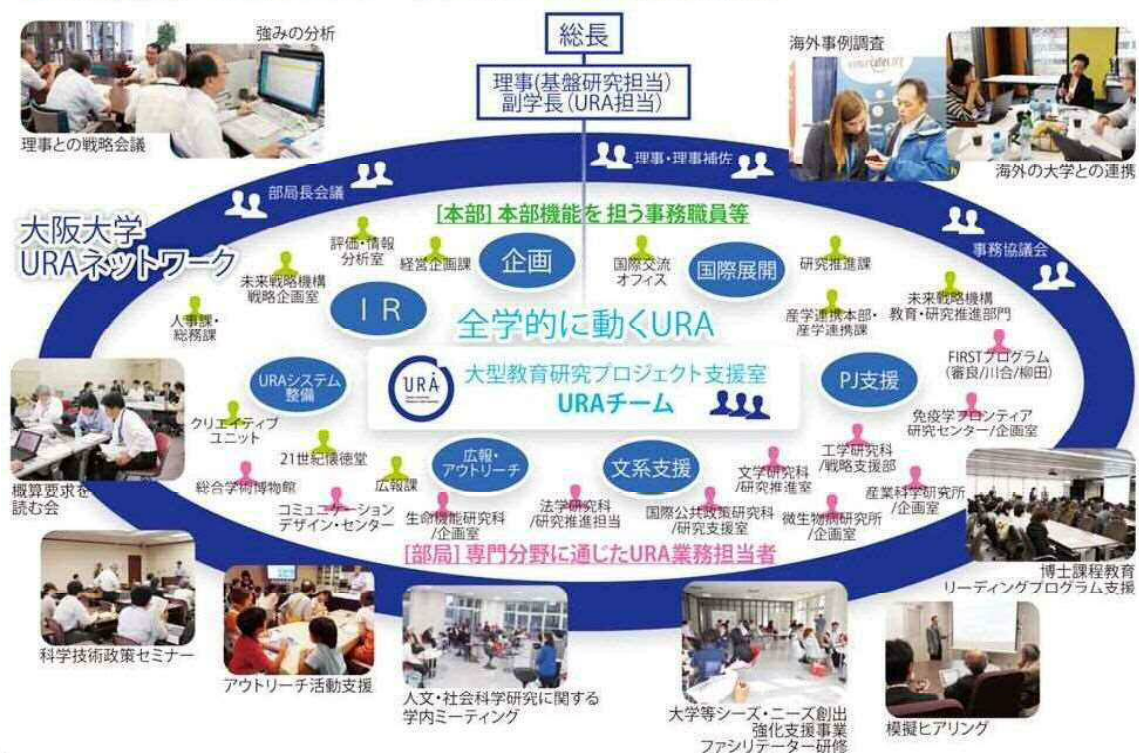 総長
理事(基盤研究担当)
副学長(URA担当)
強みの分析
理事との戦略会議
海外事例調査
海外の大学との連携
部局長会議
理事・理事補佐
事務協議会
大阪大学
URAネットワーク
[本部] 本部機能を 担う事務職員等
評価・情報
分析室
経営企画課
企画
国際交流
オフィス
国際展開
研究推進課
未来戦略機構
戦略企画室
IR
人事課・
総務課
全学的に動くURA
産学連携本部・
産学連携課
未来戦略機構
教育・研究推進部門
FIRSTプログラム
(審良/川合/柳田)
URAシステム
整備
URA
大型教育研究プロジェクト支援室
URAチーム
PJ支援
免疫学フロンティア
研究センター/企画室
クリエイティブ
ユニット
21世紀懐徳堂
広報課
広報・
アウトリーチ
文系支援
文学研究科
/研究推進室
工学研究科
/戦略支援部
産業科学研究所
/企画室
総合学術博物館
コミュニケーション
デザイン・センター
生命機能研究科
/企画室
法学研究科
/研究推進担当
国際公共政策研究科
/研究支援室
微生物病研究所
/企画室
[部局] 専門分野に通じたURA業務担当者
概算要求を
読む会
博士課程教育
リーディングプログラム支援
科学技術政策セミナー
アウトリーチ活動支援
人文・社会科学研究に関する
学内ミーティング
大学等シーズ・ニーズ創出
強化支援事業
ファシリテーター研修
模擬ヒアリング